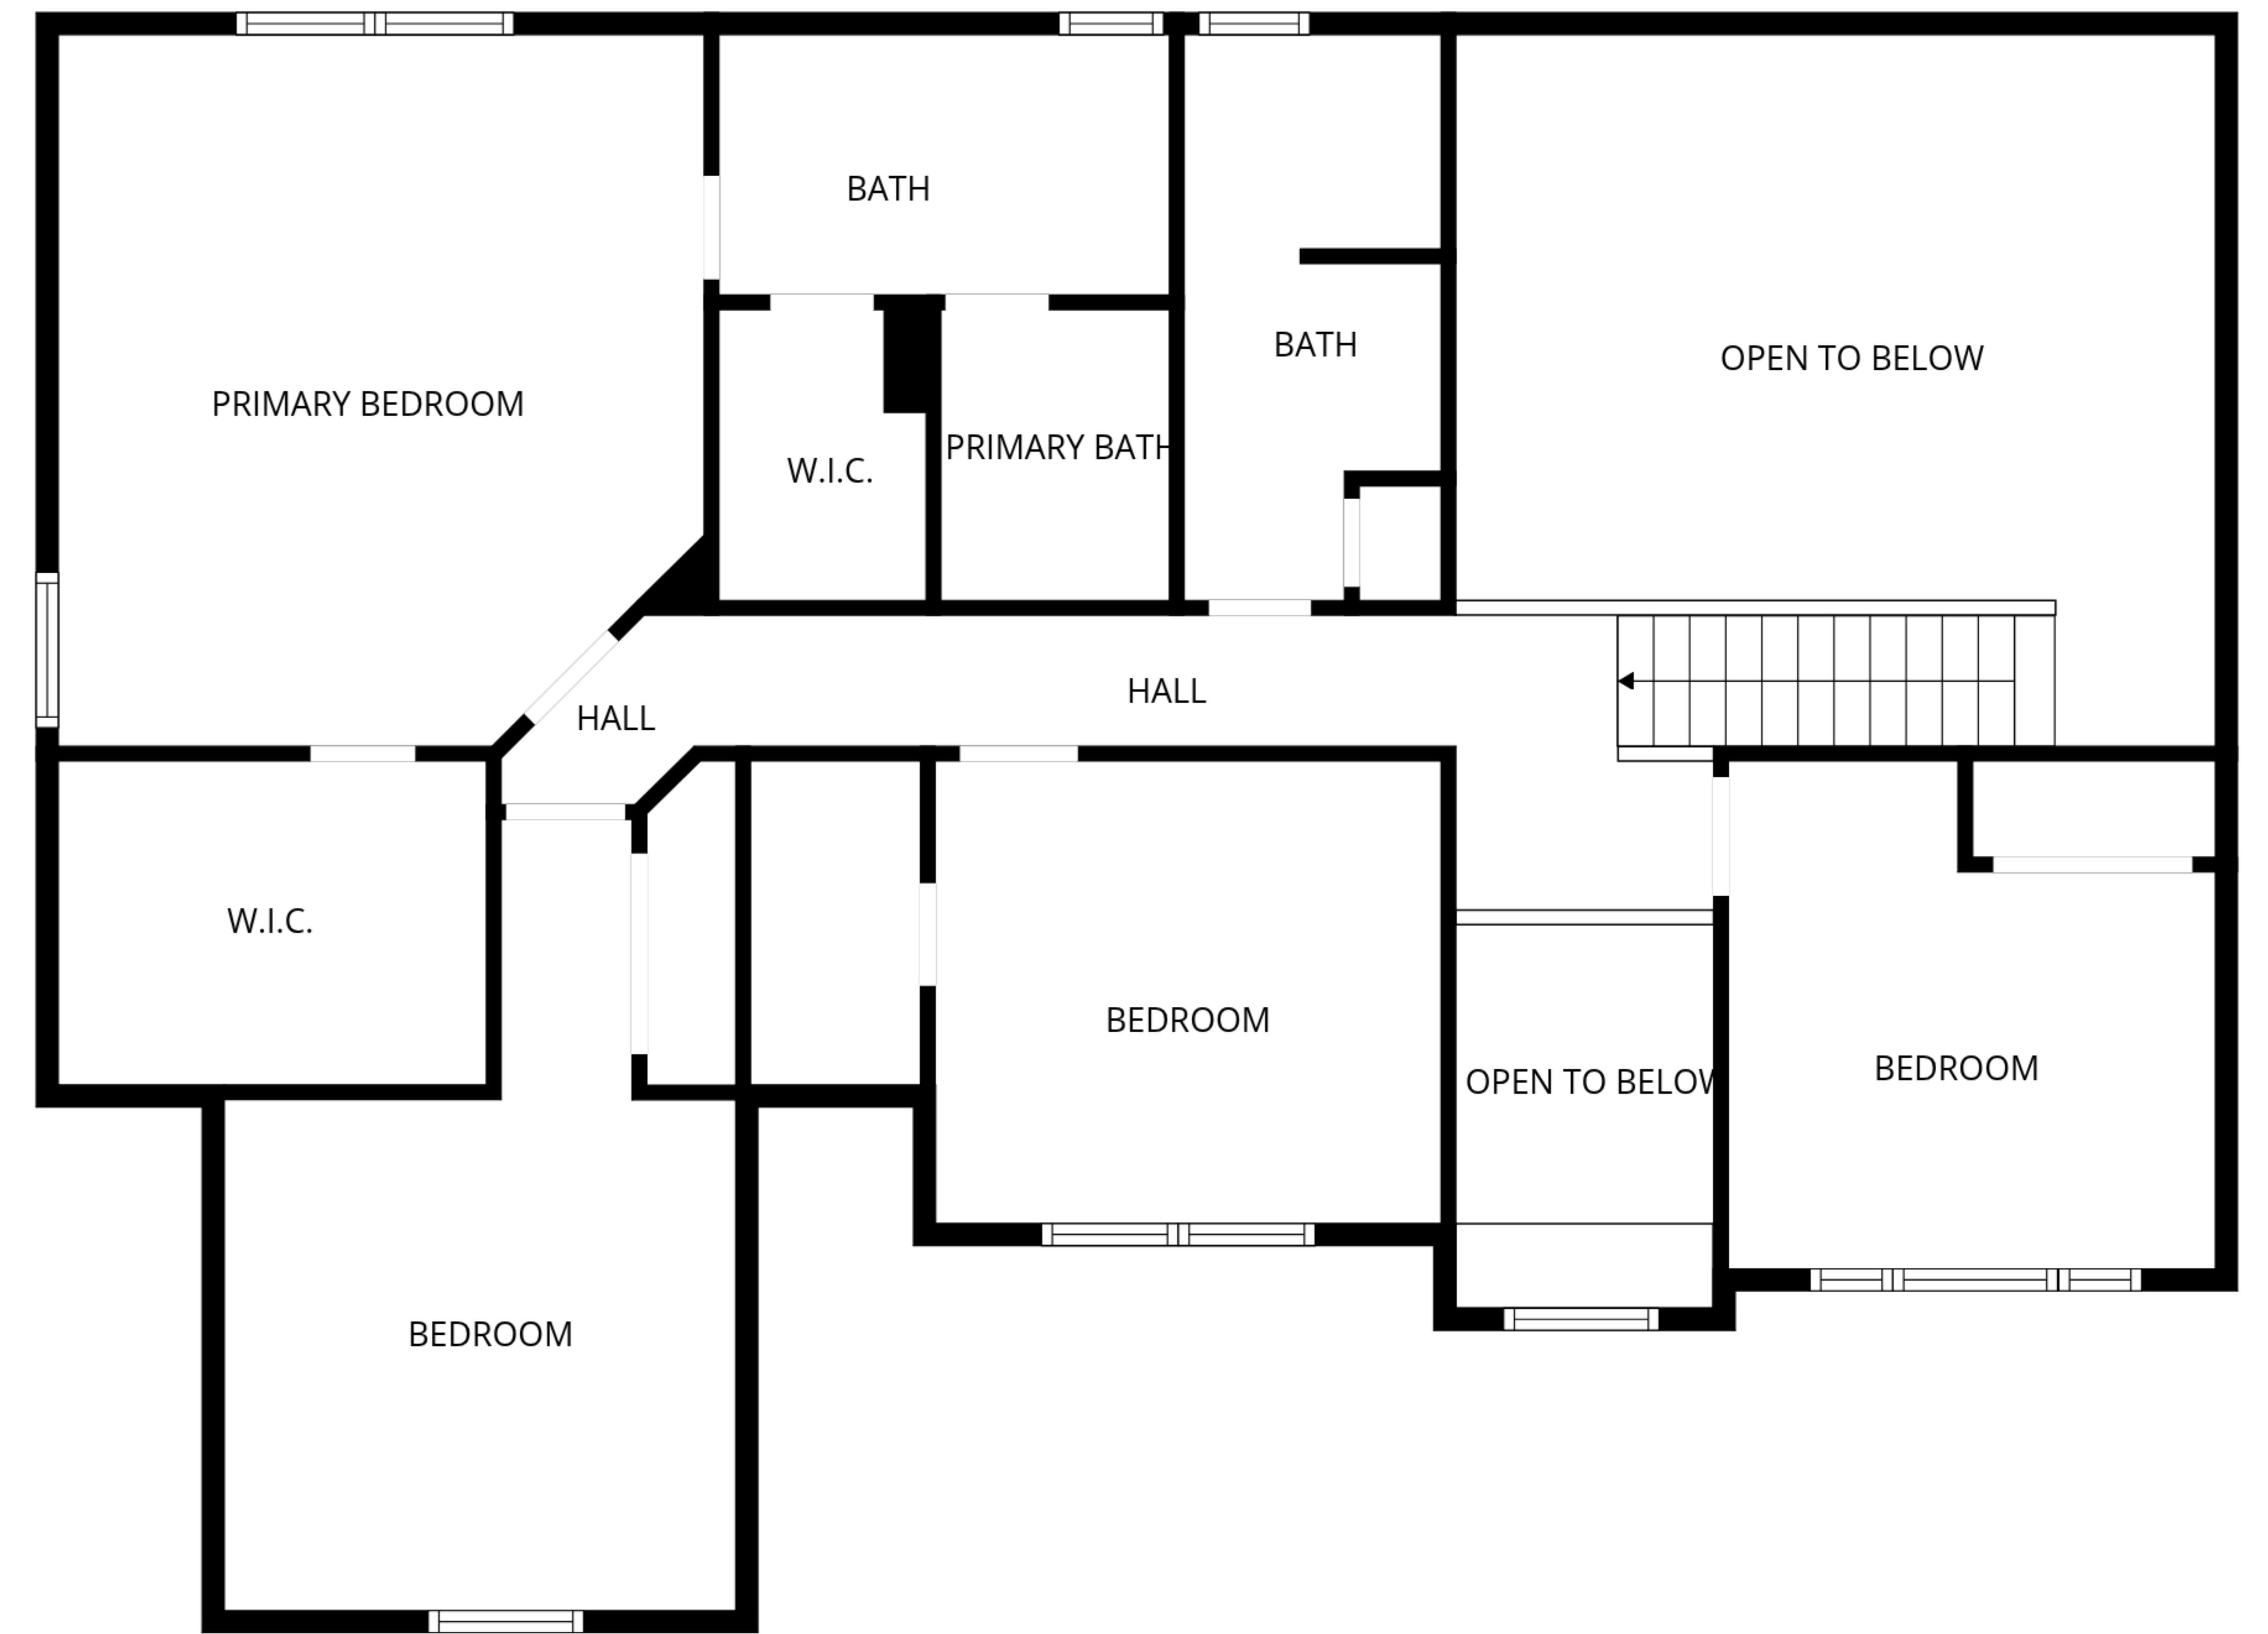 BATH
BATH
OPEN TO BELOW
PRIMARY BEDROOM
PRIMARY BATH
W.I.C.
HALL
HALL
W.I.C.
BEDROOM
BEDROOM
OPEN TO BELOW
BEDROOM